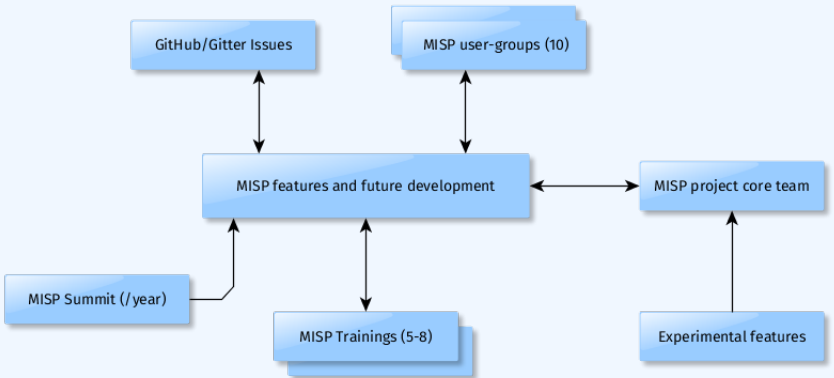 GitHub/Gitter Issues
MISP user-groups (10)
MISP features and future development
MISP project core team
MISP Summit (/year)
MISP Trainings (5-8)
Experimental features